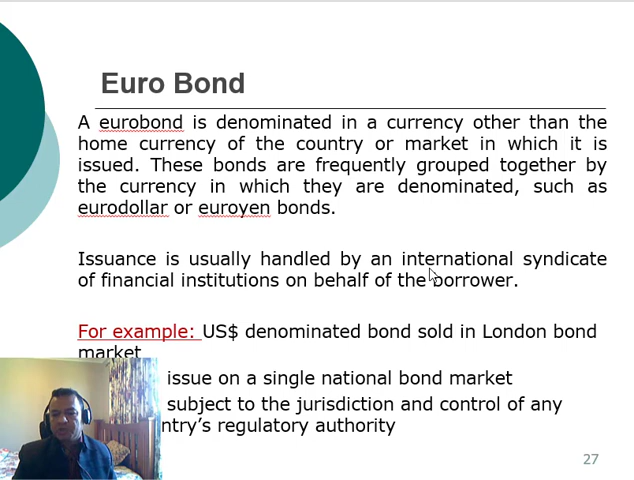 Euro Bond
A eurobond is denominated in a currency other than the
home currency of the country or market in which it is
issued. These bonds are frequently grouped together by
the currency in which they are denominated, such as
eurodollar or euroyen bonds.
Issuance is usually handled by an international syndicate
of financial institutions on behalf of the borrower.
For example: US$ denominated bond sold in London bond
market
issue on a single national bond market
subject to the jurisdiction and control of any
ntry's regulatory authority
27